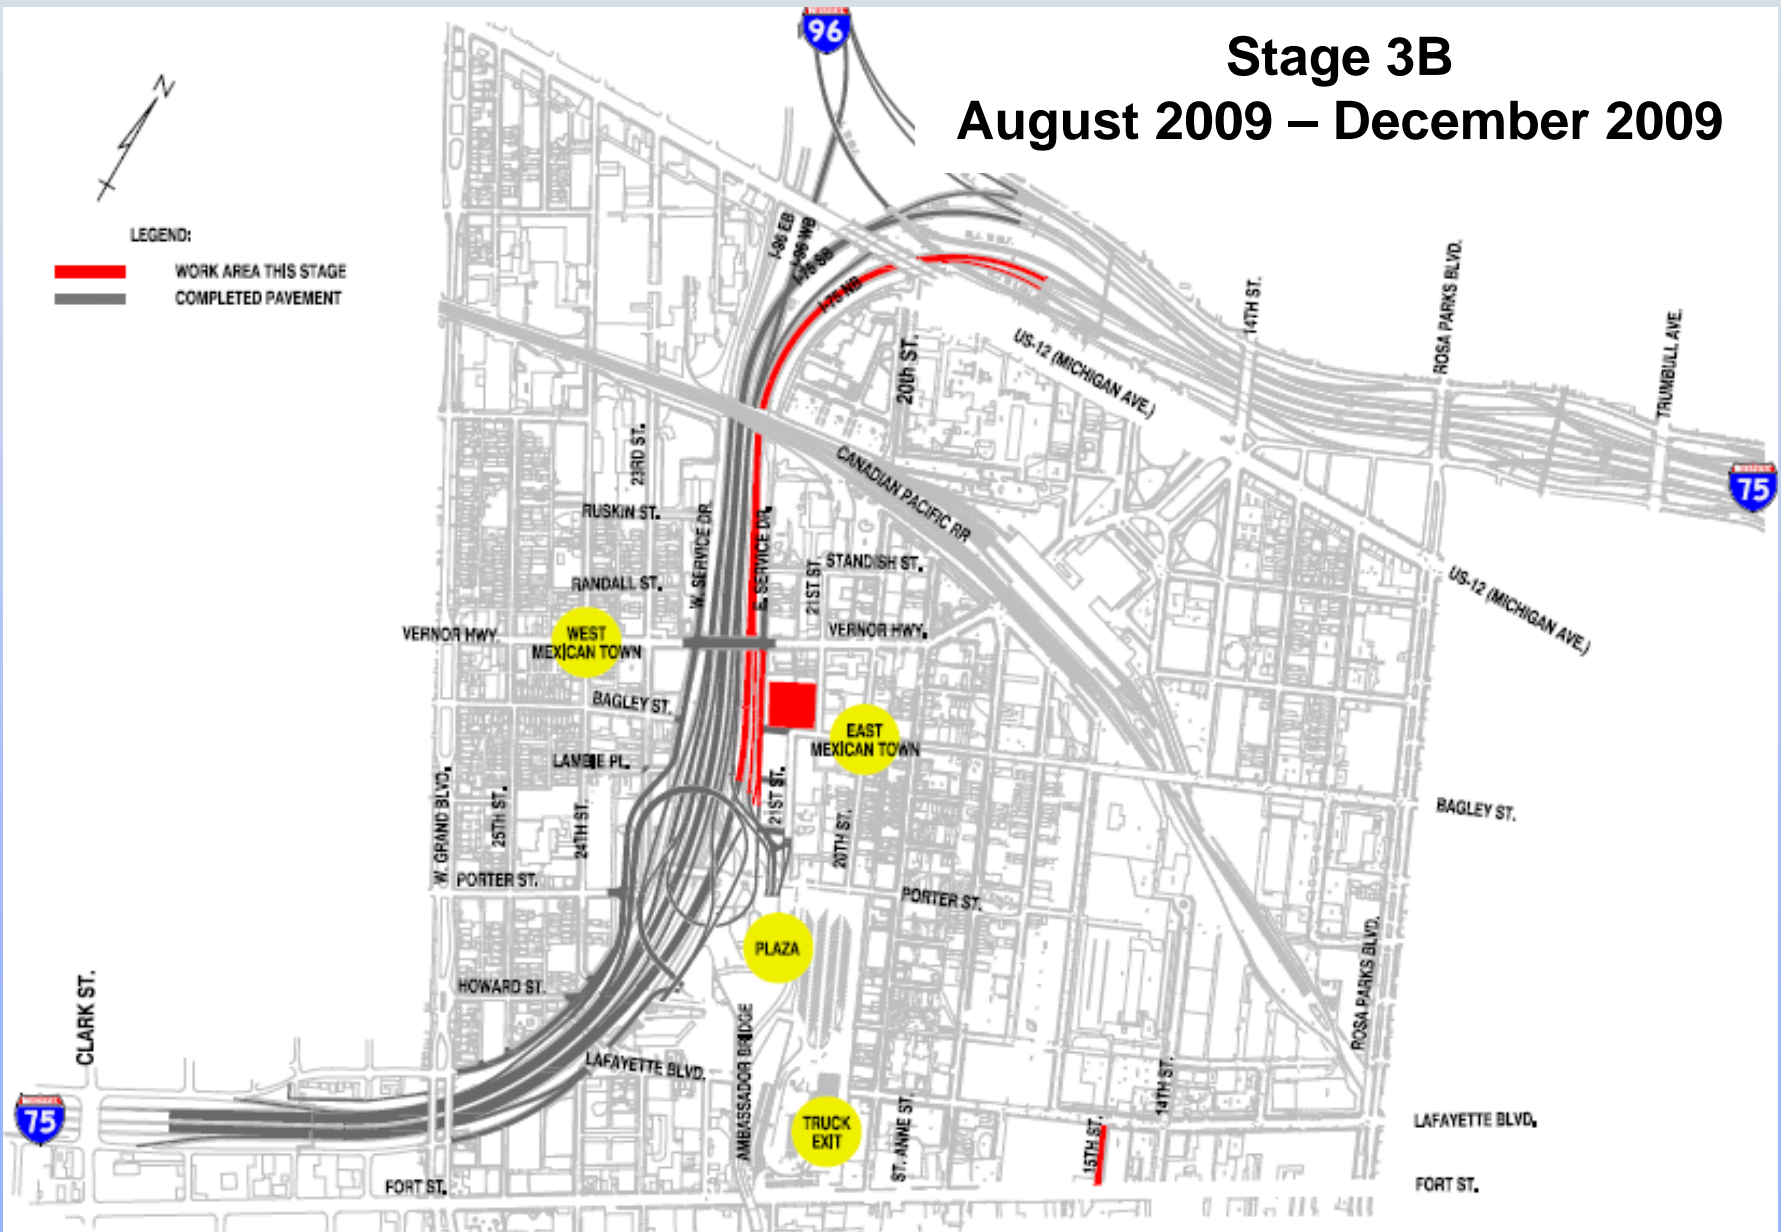 96
Stage 3B
August 2009 – December 2009
N
LEGEND:
WORK AREA THIS STAGE
COMPLETED PAVEMENT
I-96 EB
I-96 WB
I-75 SB
I-75 NB
14TH ST.
ROSA PARKS BLVD.
TRUMBULL AVE.
20th ST.
US-12 (MICHIGAN AVE.)
75
23RD ST.
CANADIAN PACIFIC RR
RUSKIN ST.
W. SERVICE DR.
E. SERVICE DR.
STANDISH ST.
21ST ST.
RANDALL ST.
US-12 (MICHIGAN AVE.)
VERNOR HWY.
WEST
MEXICAN TOWN
VERNOR HWY.
BAGLEY ST.
EAST
MEXICAN TOWN
LAMBIE PL.
W. GRAND BLVD.
25TH ST.
24TH ST.
21ST ST.
20TH ST.
BAGLEY ST.
PORTER ST.
PORTER ST.
PLAZA
HOWARD ST.
ROSA PARKS BLVD.
CLARK ST.
AMBASSADOR BRIDGE
LAFAYETTE BLVD.
14TH ST.
75
TRUCK
EXIT
ST. ANNE ST.
15TH ST.
LAFAYETTE BLVD.
FORT ST.
FORT ST.